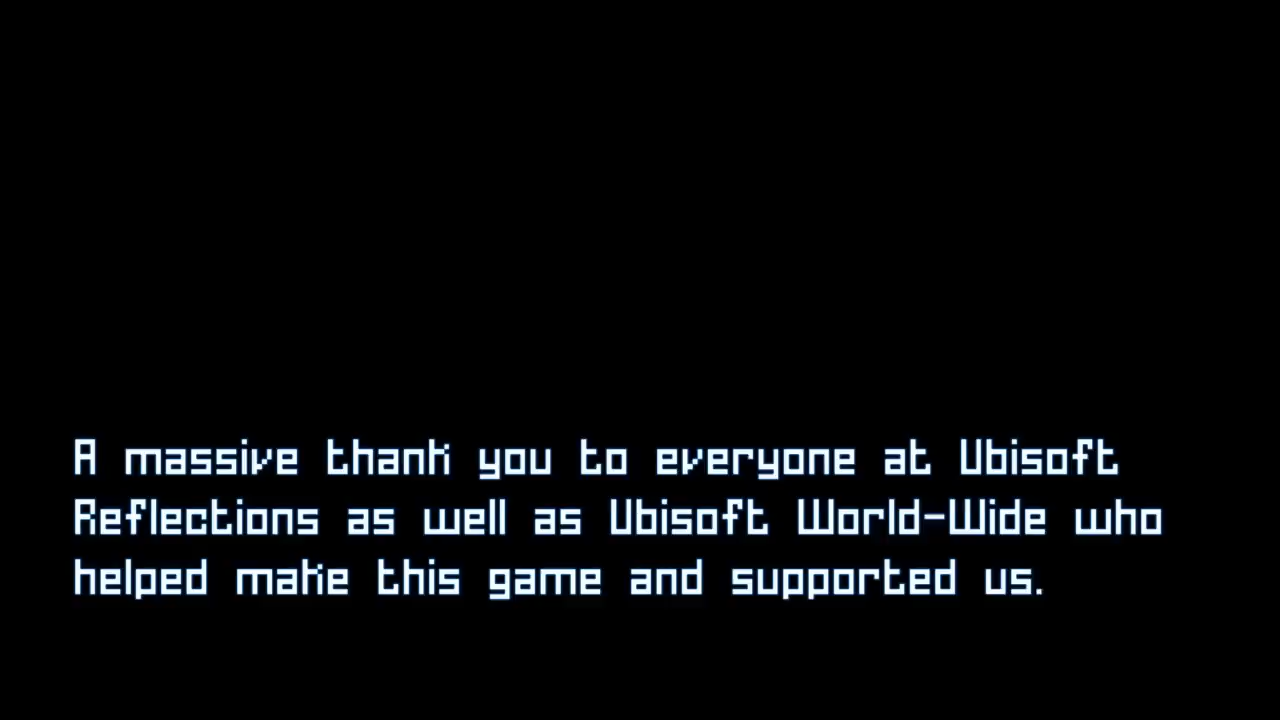 A massive thank you to everyone at Ubisoft
Reflections as well as Ubisoft World-Wide who
helped make this game and supported us.